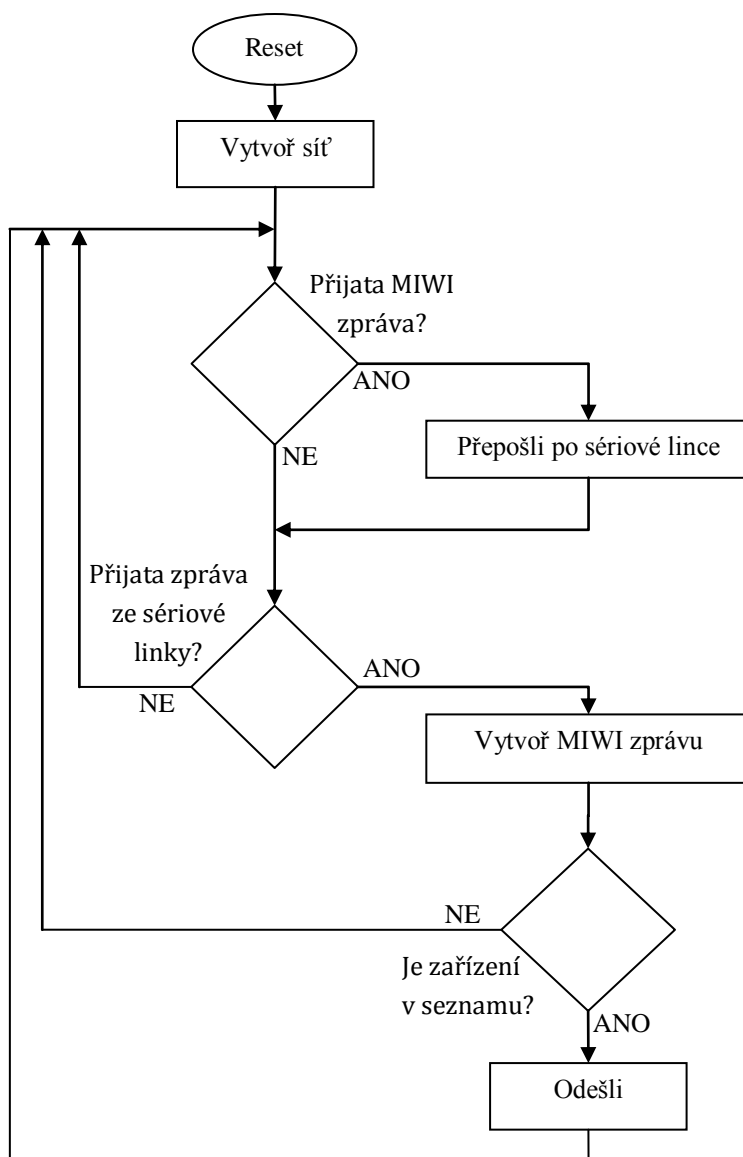 Reset
Vytvoř síť
Přijata MIWI
zpráva?
ANO
Přepošli po sériové lince
NE
Přijata zpráva
ze sériové
linky?
ANO
NE
Vytvoř MIWI zprávu
NE
Je zařízení
v seznamu?
ANO
Odešli